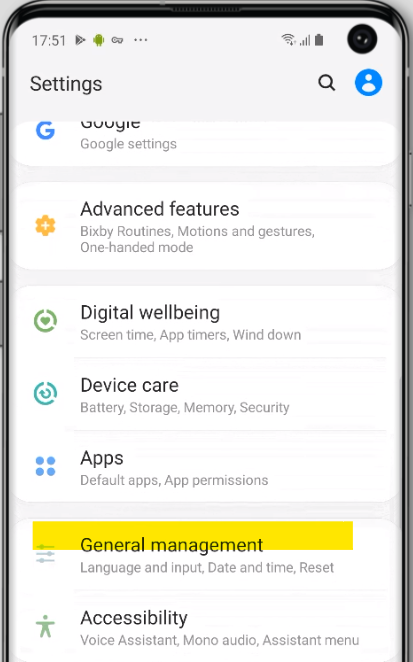 17:51
Settings
Google
Google settings
Advanced features
Bixby Routines, Motions and gestures,
One-handed mode
Digital wellbeing
Screen time, App timers, Wind down
Device care
Battery, Storage, Memory, Security
Apps
Default apps, App permissions
General management
Language and input, Date and time, Reset
Accessibility
Voice Assistant, Mono audio, Assistant menu